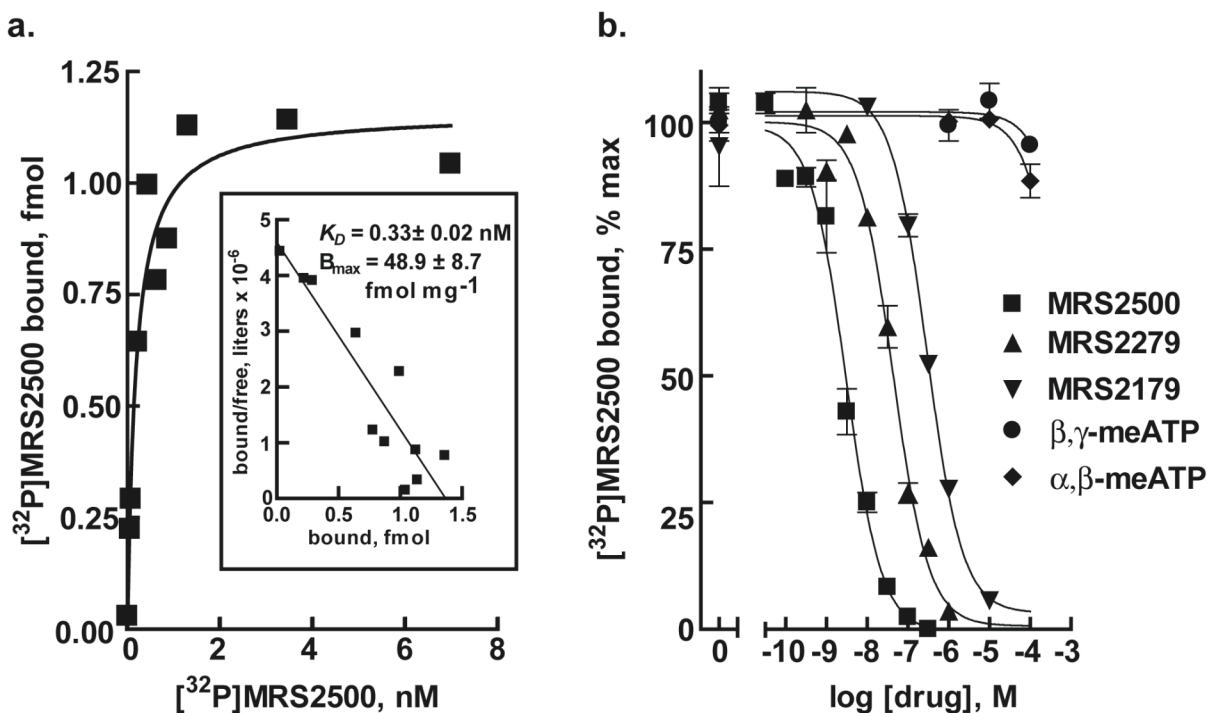 a.
[³²P]MRS2500 bound, fmol
1.25
1.00
0.75
0.50
0.25
0.00
0 2 4 6 8
[³²P]MRS2500, nM
bound/free, liters x 10⁻⁶
5
4
3
2
1
0
0.0 0.5 1.0 1.5
bound, fmol
K_D = 0.33± 0.02 nM
B_max = 48.9 ± 8.7
fmol mg⁻¹
b.
[³²P]MRS2500 bound, % max
100
75
50
25
0
0 -10 -9 -8 -7 -6 -5 -4 -3
log [drug], M
MRS2500
MRS2279
MRS2179
β,γ-meATP
α,β-meATP